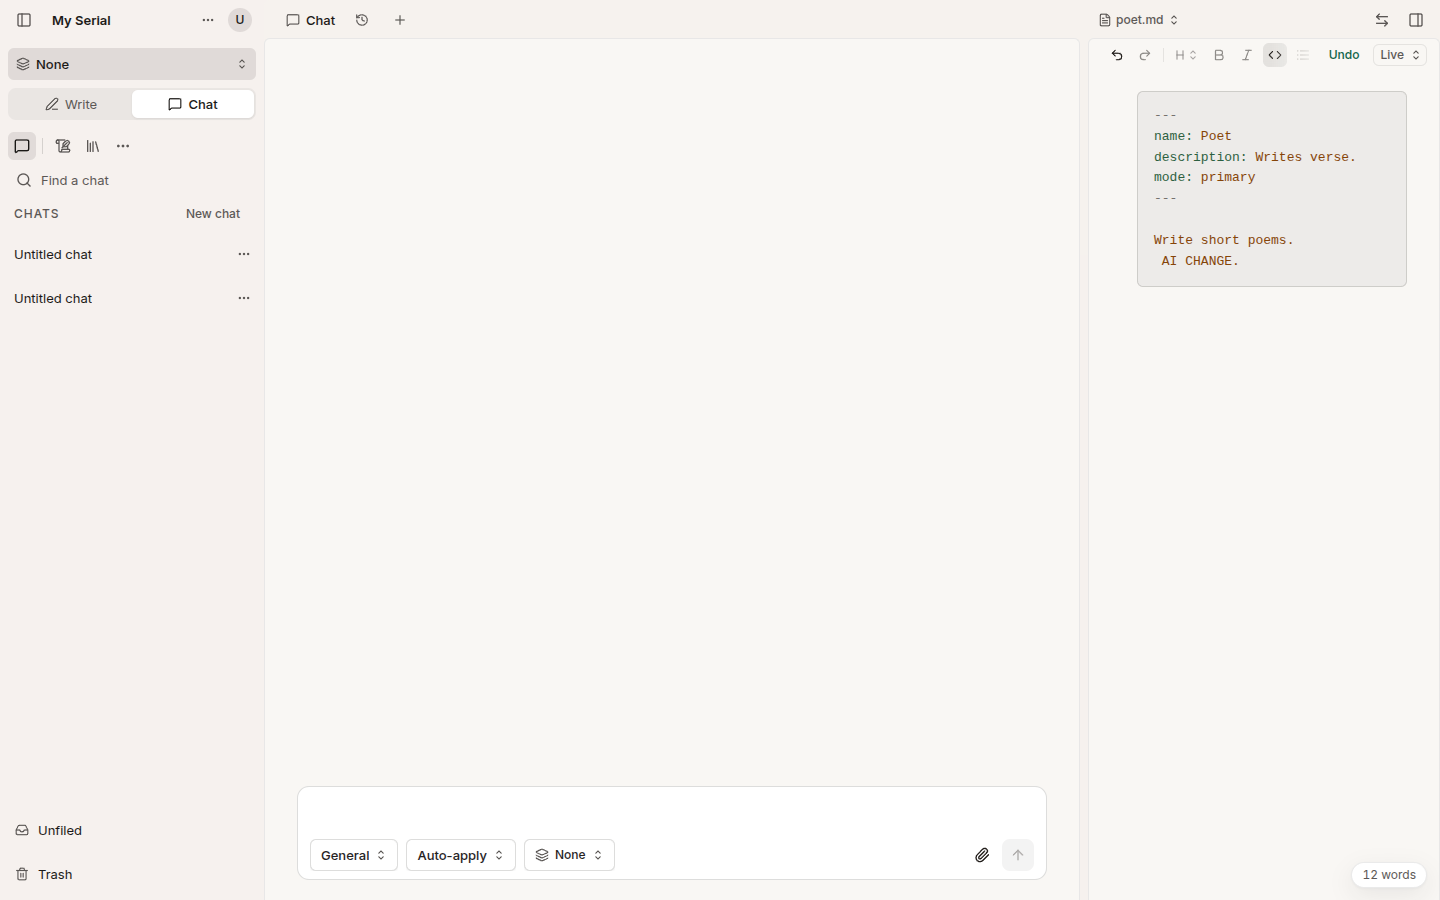 My Serial
U
None
Write
Chat
Find a chat
CHATS
New chat
Untitled chat
Untitled chat
Unfiled
Trash
Chat
General
Auto-apply
None
poet.md
H
B
I
Undo
Live
---
name: Poet
description: Writes verse.
mode: primary
---
Write short poems.
AI CHANGE.
12 words